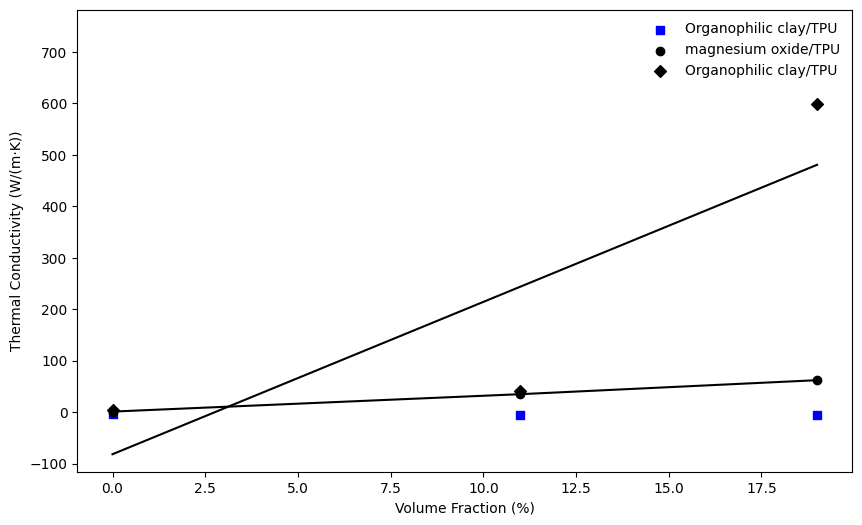 Organophilic clay/TPU
magnesium oxide/TPU
Organophilic clay/TPU
Thermal Conductivity (W/(m·K))
700
600
500
400
300
200
100
0
−100
0.0 2.5 5.0 7.5 10.0 12.5 15.0 17.5
Volume Fraction (%)